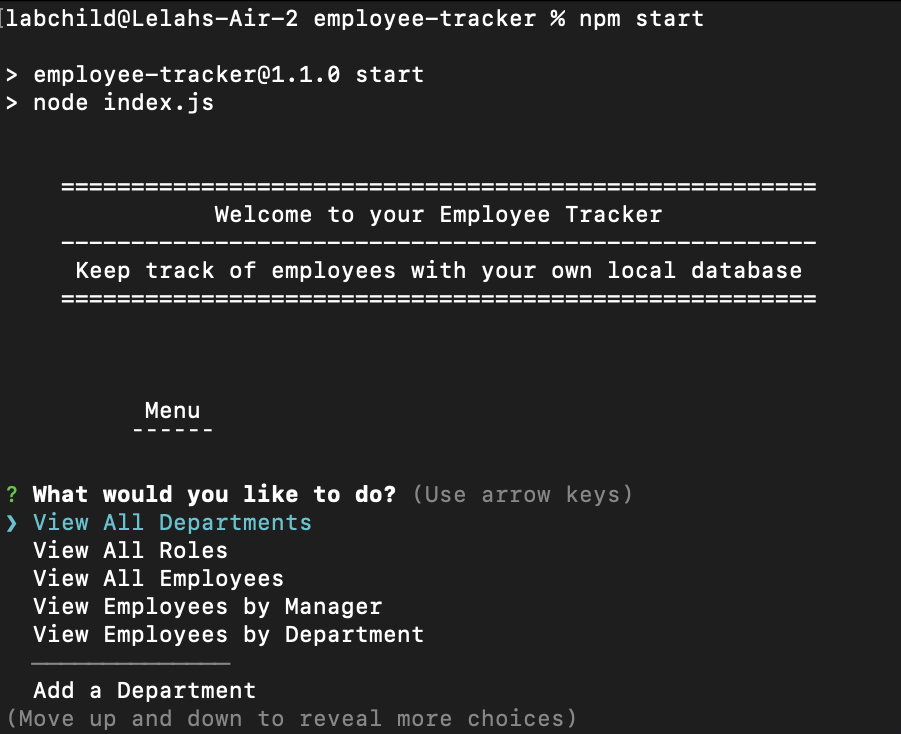 [labchild@Lelahs-Air-2 employee-tracker % npm start
> employee-tracker@1.1.0 start
> node index.js
======================================================
Welcome to your Employee Tracker
------------------------------------------------------
Keep track of employees with your own local database
======================================================
Menu
------
? What would you like to do? (Use arrow keys)
❯ View All Departments
View All Roles
View All Employees
View Employees by Manager
View Employees by Department
──────────────
Add a Department
(Move up and down to reveal more choices)